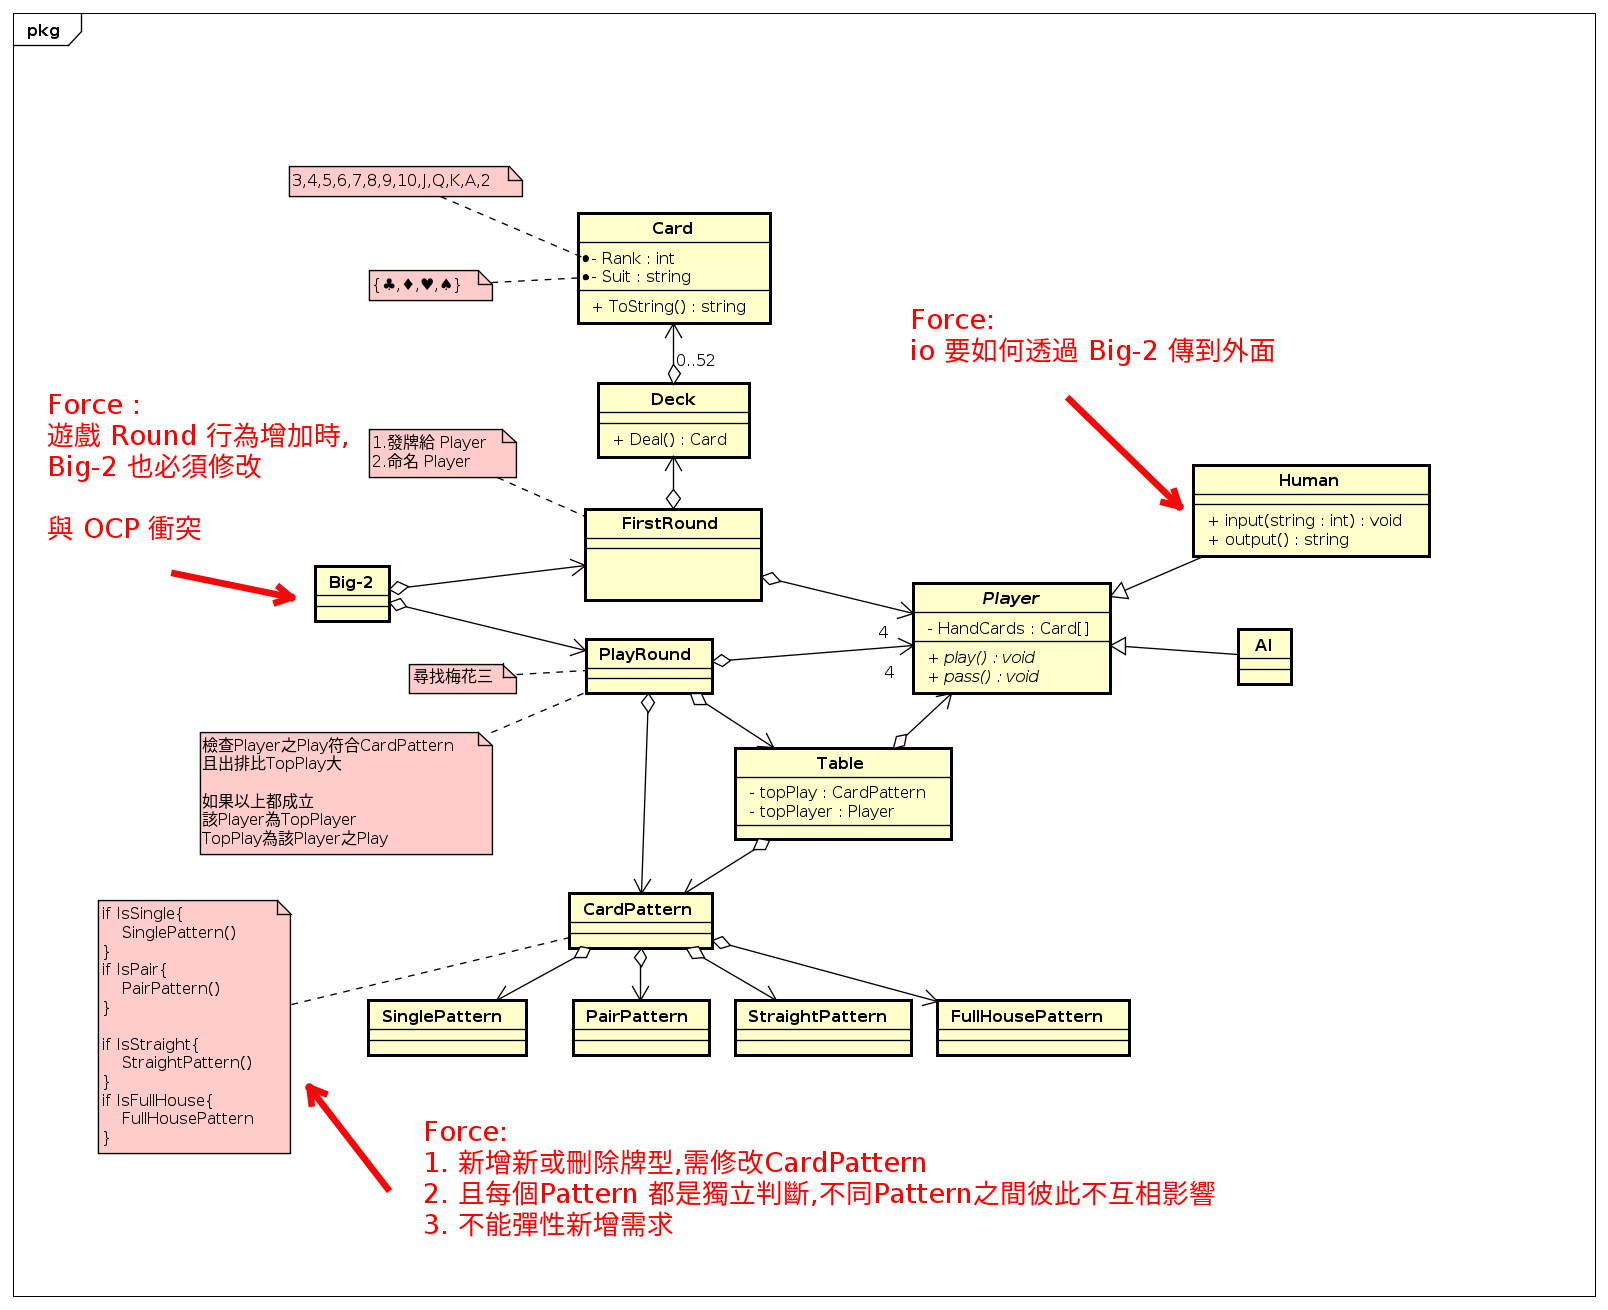 pkg
3,4,5,6,7,8,9,10,J,Q,K,A,2
{♣,♦,♥,♠}
Card
- Rank : int
- Suit : string
+ ToString() : string
0..52
Deck
+ Deal() : Card
Force:
io 要如何透過 Big-2 傳到外面
Force :
遊戲 Round 行為增加時,
Big-2 也必須修改
與 OCP 衝突
1.發牌給 Player
2.命名 Player
FirstRound
Human
+ input(string : int) : void
+ output() : string
Big-2
Player
- HandCards : Card[]
+ play() : void
+ pass() : void
4
4
AI
PlayRound
尋找梅花三
檢查Player之Play符合CardPattern
且出排比TopPlay大
如果以上都成立
該Player為TopPlayer
TopPlay為該Player之Play
Table
- topPlay : CardPattern
- topPlayer : Player
CardPattern
if IsSingle{
SinglePattern()
}
if IsPair{
PairPattern()
}
if IsStraight{
StraightPattern()
}
if IsFullHouse{
FullHousePattern
}
SinglePattern
PairPattern
StraightPattern
FullHousePattern
Force:
1. 新增新或刪除牌型,需修改CardPattern
2. 且每個Pattern 都是獨立判斷,不同Pattern之間彼此不互相影響
3. 不能彈性新增需求